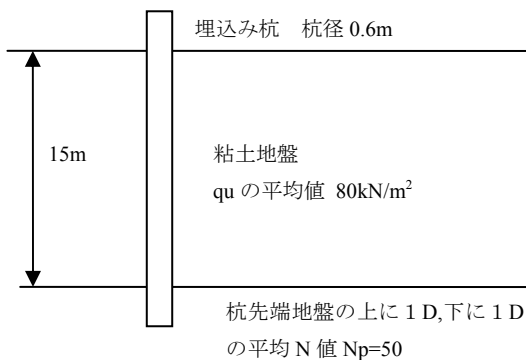 埋込み杭 杭径 0.6m
15m
粘土地盤
qu の平均値 80kN/m²
杭先端地盤の上に１D,下に１D
の平均 N 値 Np=50